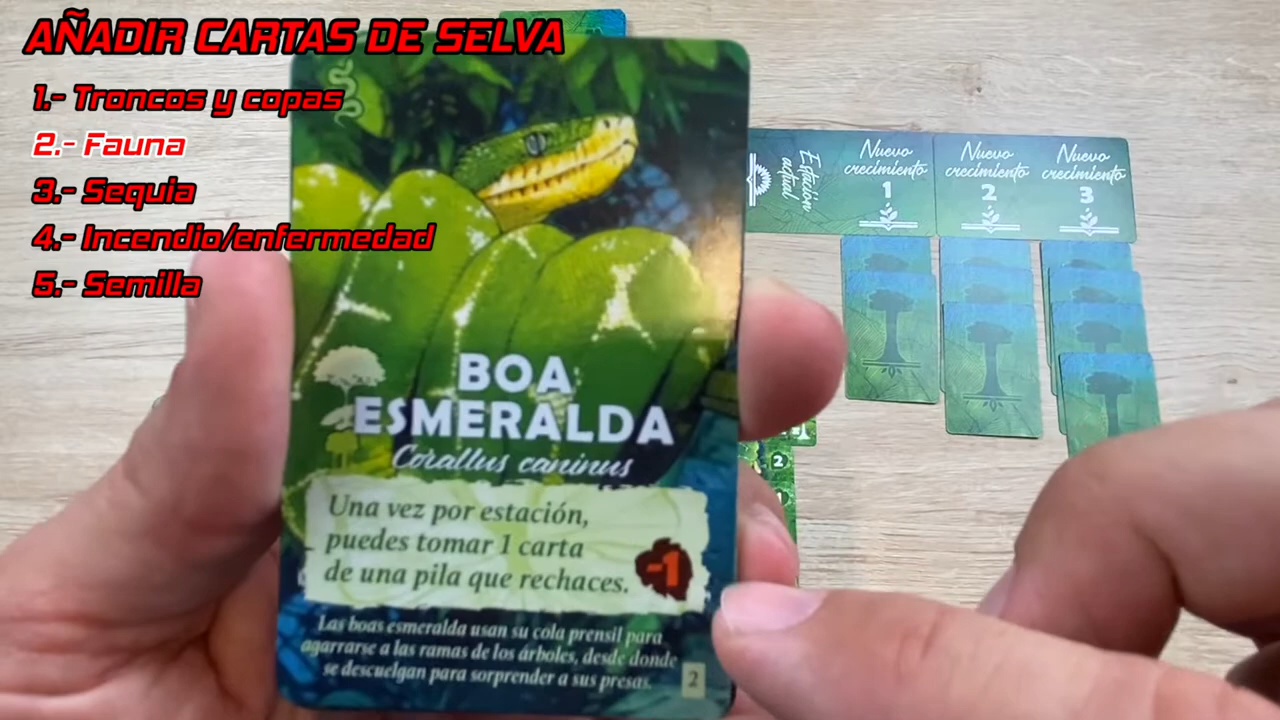 AÑADIR CARTAS DE SELVA
1.- Troncos y copas
2.- Fauna
3.- Sequia
4.- Incendio/enfermedad
5.- Semilla
BOA
ESMERALDA
Corallus caninus
Una vez por estación,
puedes tomar 1 carta
de una pila que rechaces.
-1
Las boas esmeralda usan su cola prensil para
agarrarse a las ramas de los árboles, desde donde
se descuelgan para sorprender a sus presas.
2
Estación
actual
Nuevo
crecimiento
1
Nuevo
crecimiento
2
Nuevo
crecimiento
3
2